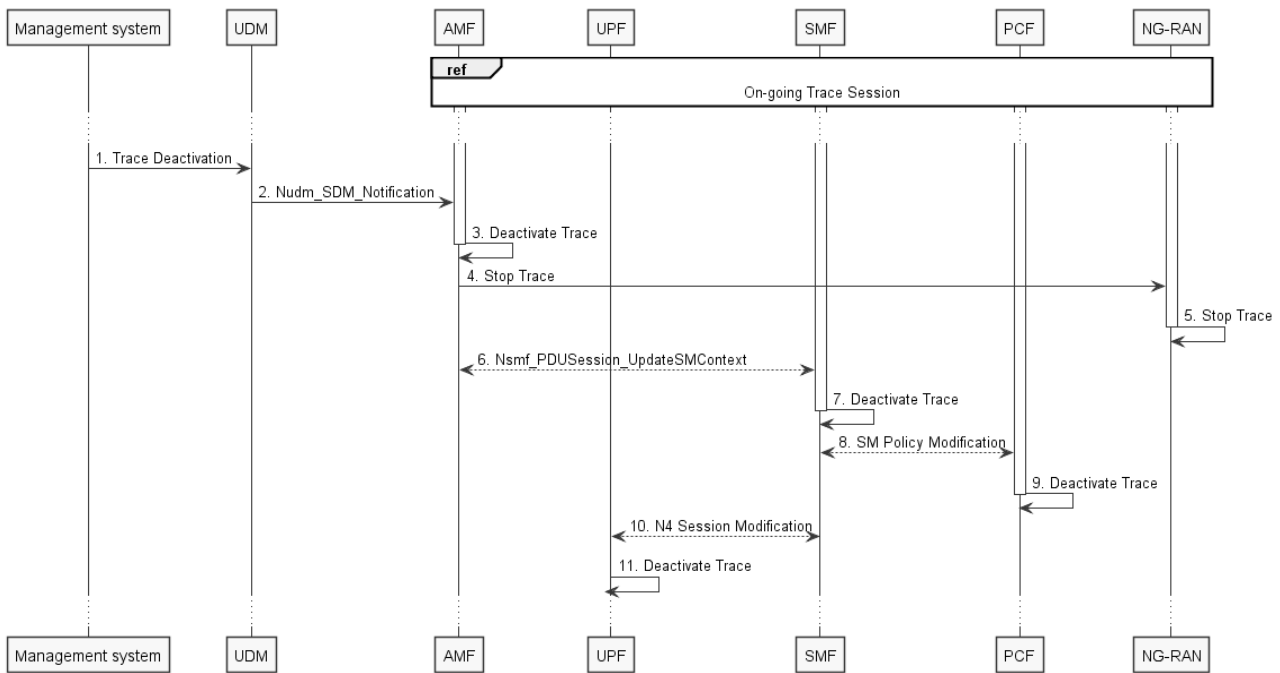 Management system
UDM
AMF
UPF
SMF
PCF
NG-RAN
ref
On-going Trace Session
1. Trace Deactivation
2. Nudm_SDM_Notification
3. Deactivate Trace
4. Stop Trace
5. Stop Trace
6. Nsmf_PDUSession_UpdateSMContext
7. Deactivate Trace
8. SM Policy Modification
9. Deactivate Trace
10. N4 Session Modification
11. Deactivate Trace
Management system
UDM
AMF
UPF
SMF
PCF
NG-RAN